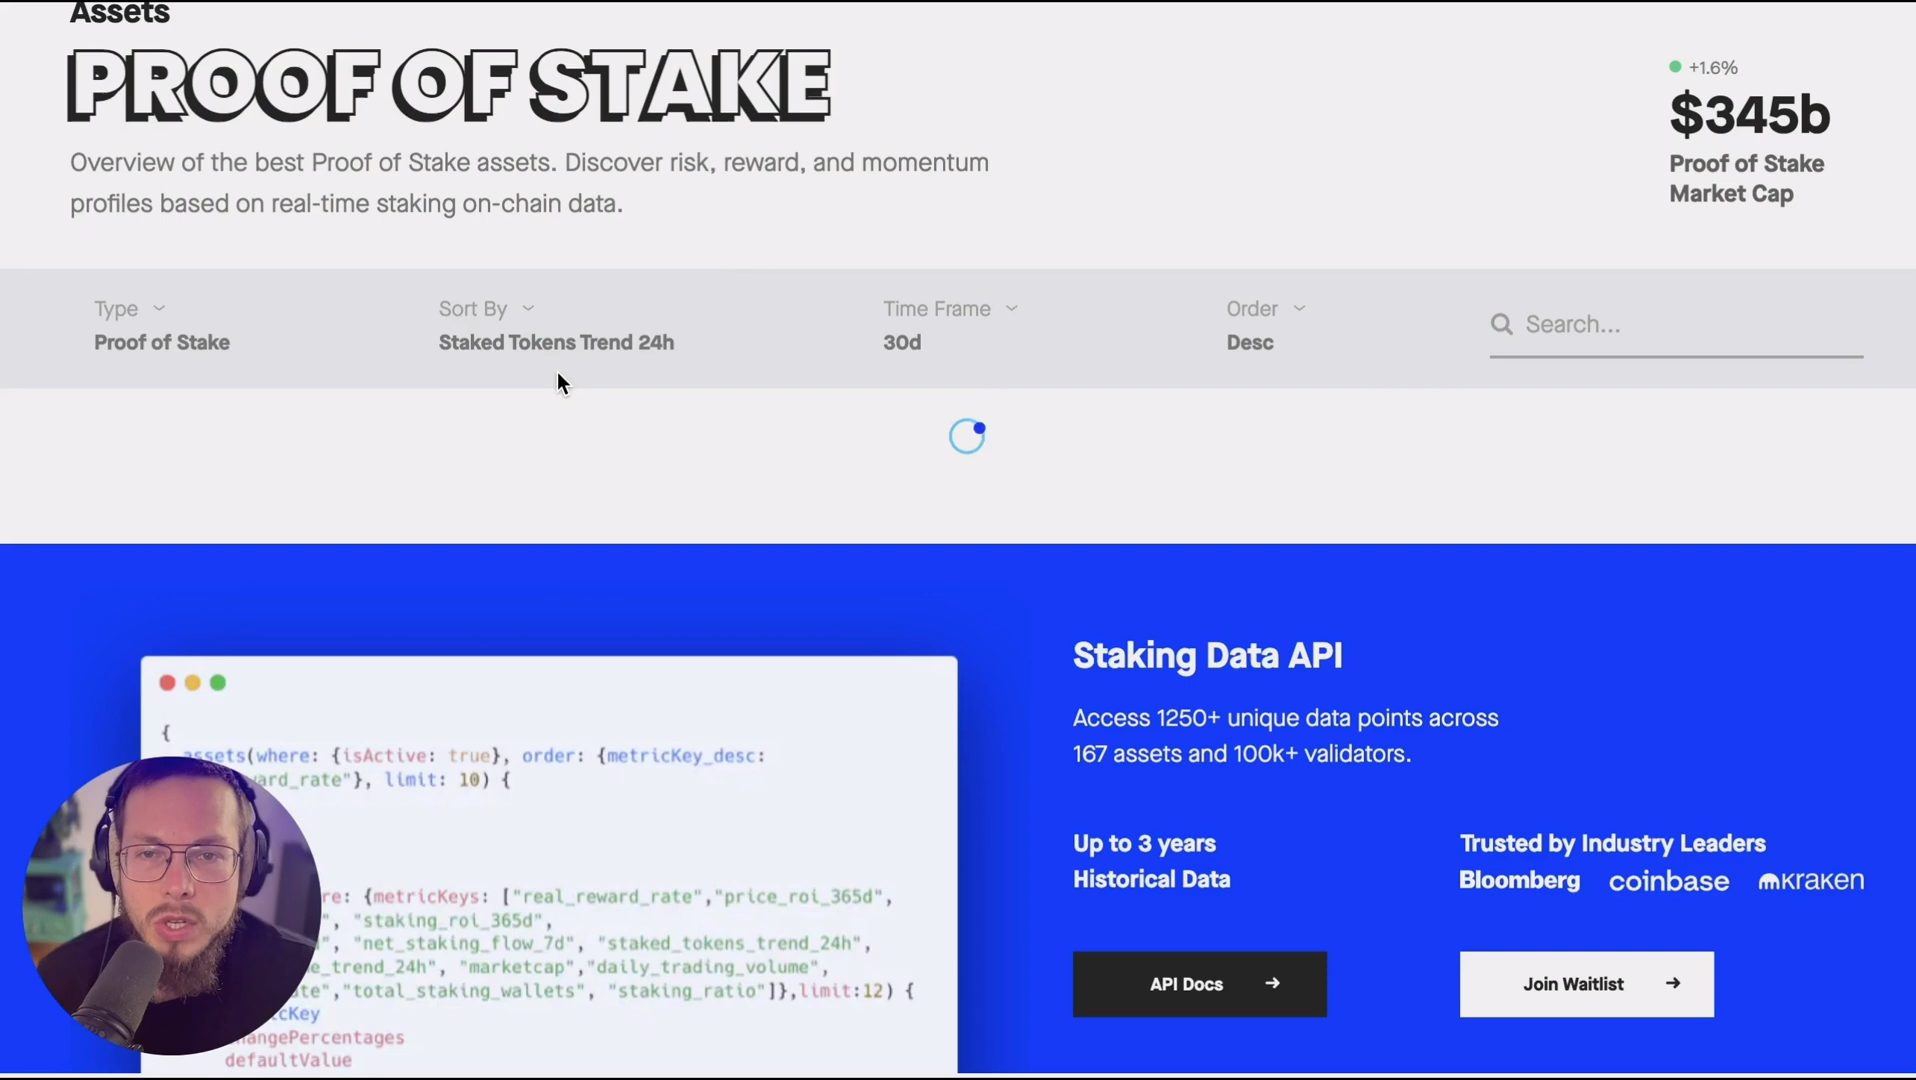 Assets
PROOF OF STAKE
Overview of the best Proof of Stake assets. Discover risk, reward, and momentum
profiles based on real-time staking on-chain data.
+1.6%
$345b
Proof of Stake
Market Cap
Type
Proof of Stake
Sort By
Staked Tokens Trend 24h
Time Frame
30d
Order
Desc
Search...
{
assets(where: {isActive: true}, order: {metricKey_desc:
ard_rate"}, limit: 10) {
re: {metricKeys: ["real_reward_rate","price_roi_365d",
", "staking_roi_365d",
", "net_staking_flow_7d", "staked_tokens_trend_24h",
e_trend_24h", "marketcap","daily_trading_volume",
te","total_staking_wallets", "staking_ratio"]},limit:12) {
cKey
angePercentages
defaultValue
Staking Data API
Access 1250+ unique data points across
167 assets and 100k+ validators.
Up to 3 years
Historical Data
Trusted by Industry Leaders
Bloomberg coinbase kraken
API Docs →
Join Waitlist →